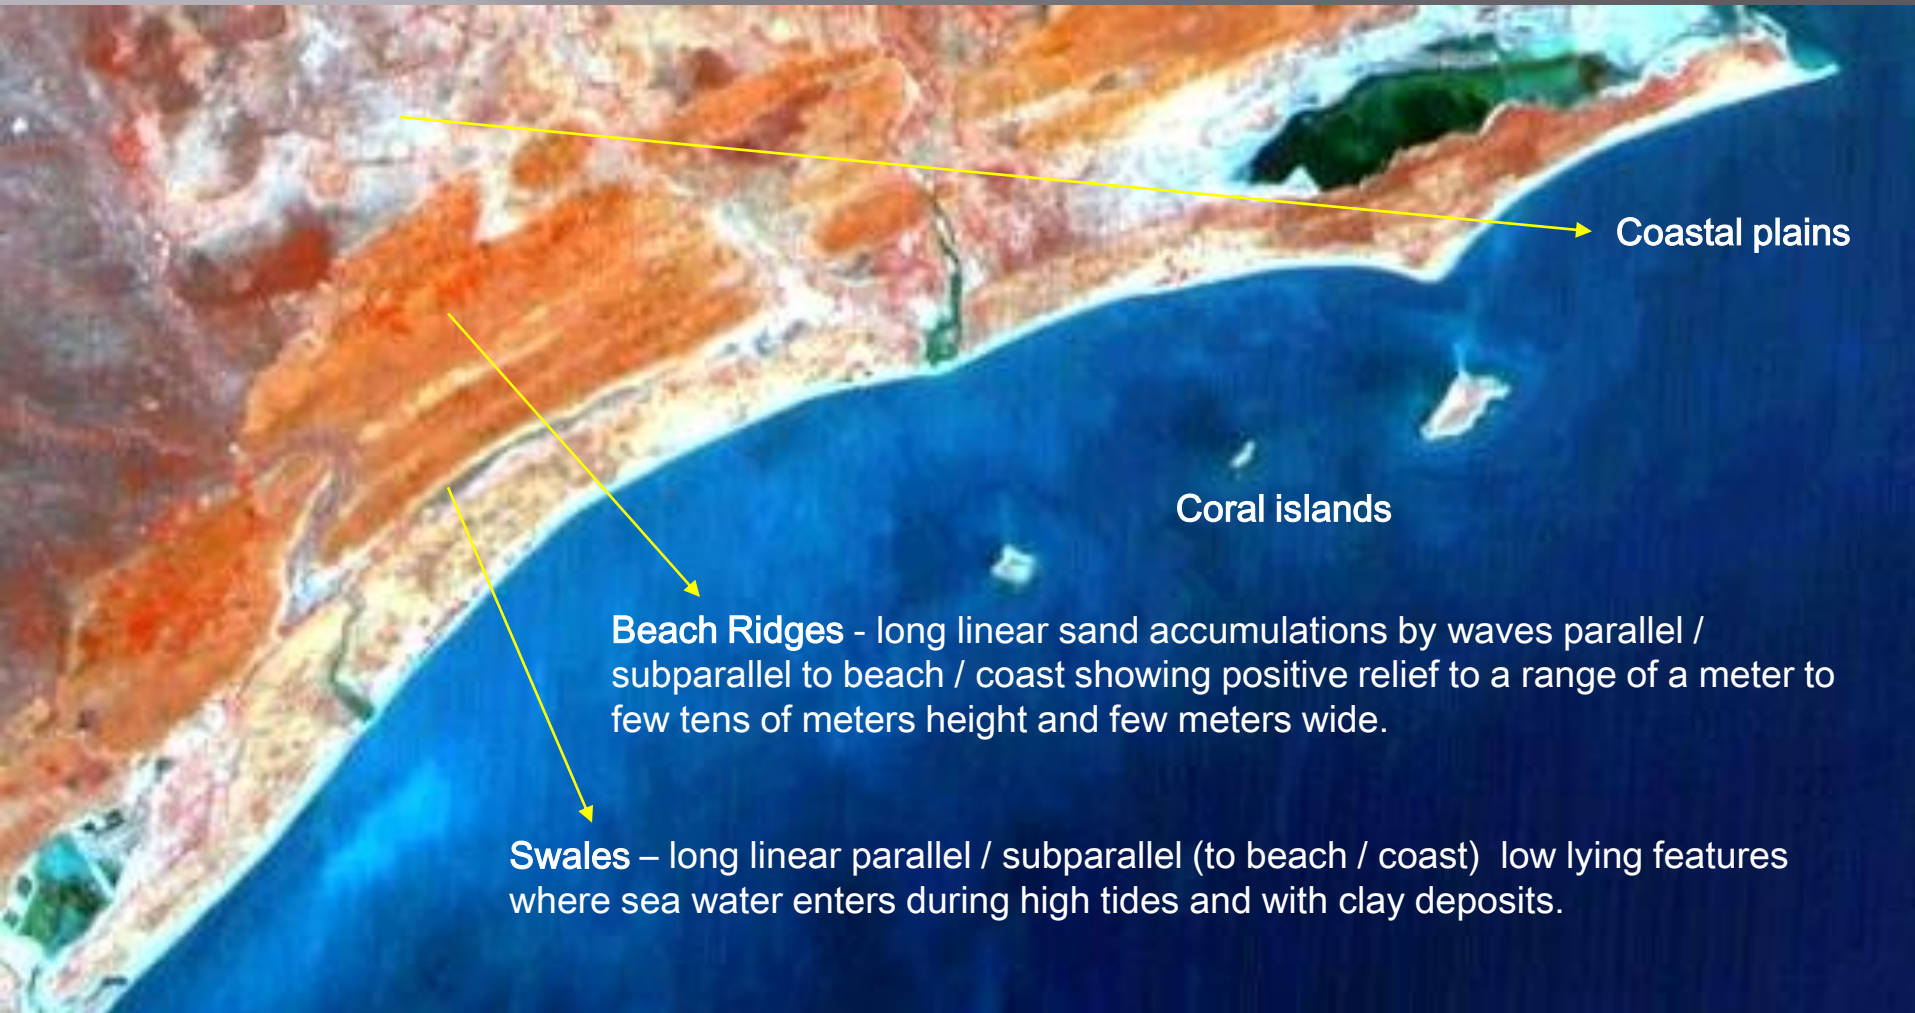 Coastal plains
Coral islands
Beach Ridges - long linear sand accumulations by waves parallel /
subparallel to beach / coast showing positive relief to a range of a meter to
few tens of meters height and few meters wide.
Swales – long linear parallel / subparallel (to beach / coast)  low lying features
where sea water enters during high tides and with clay deposits.